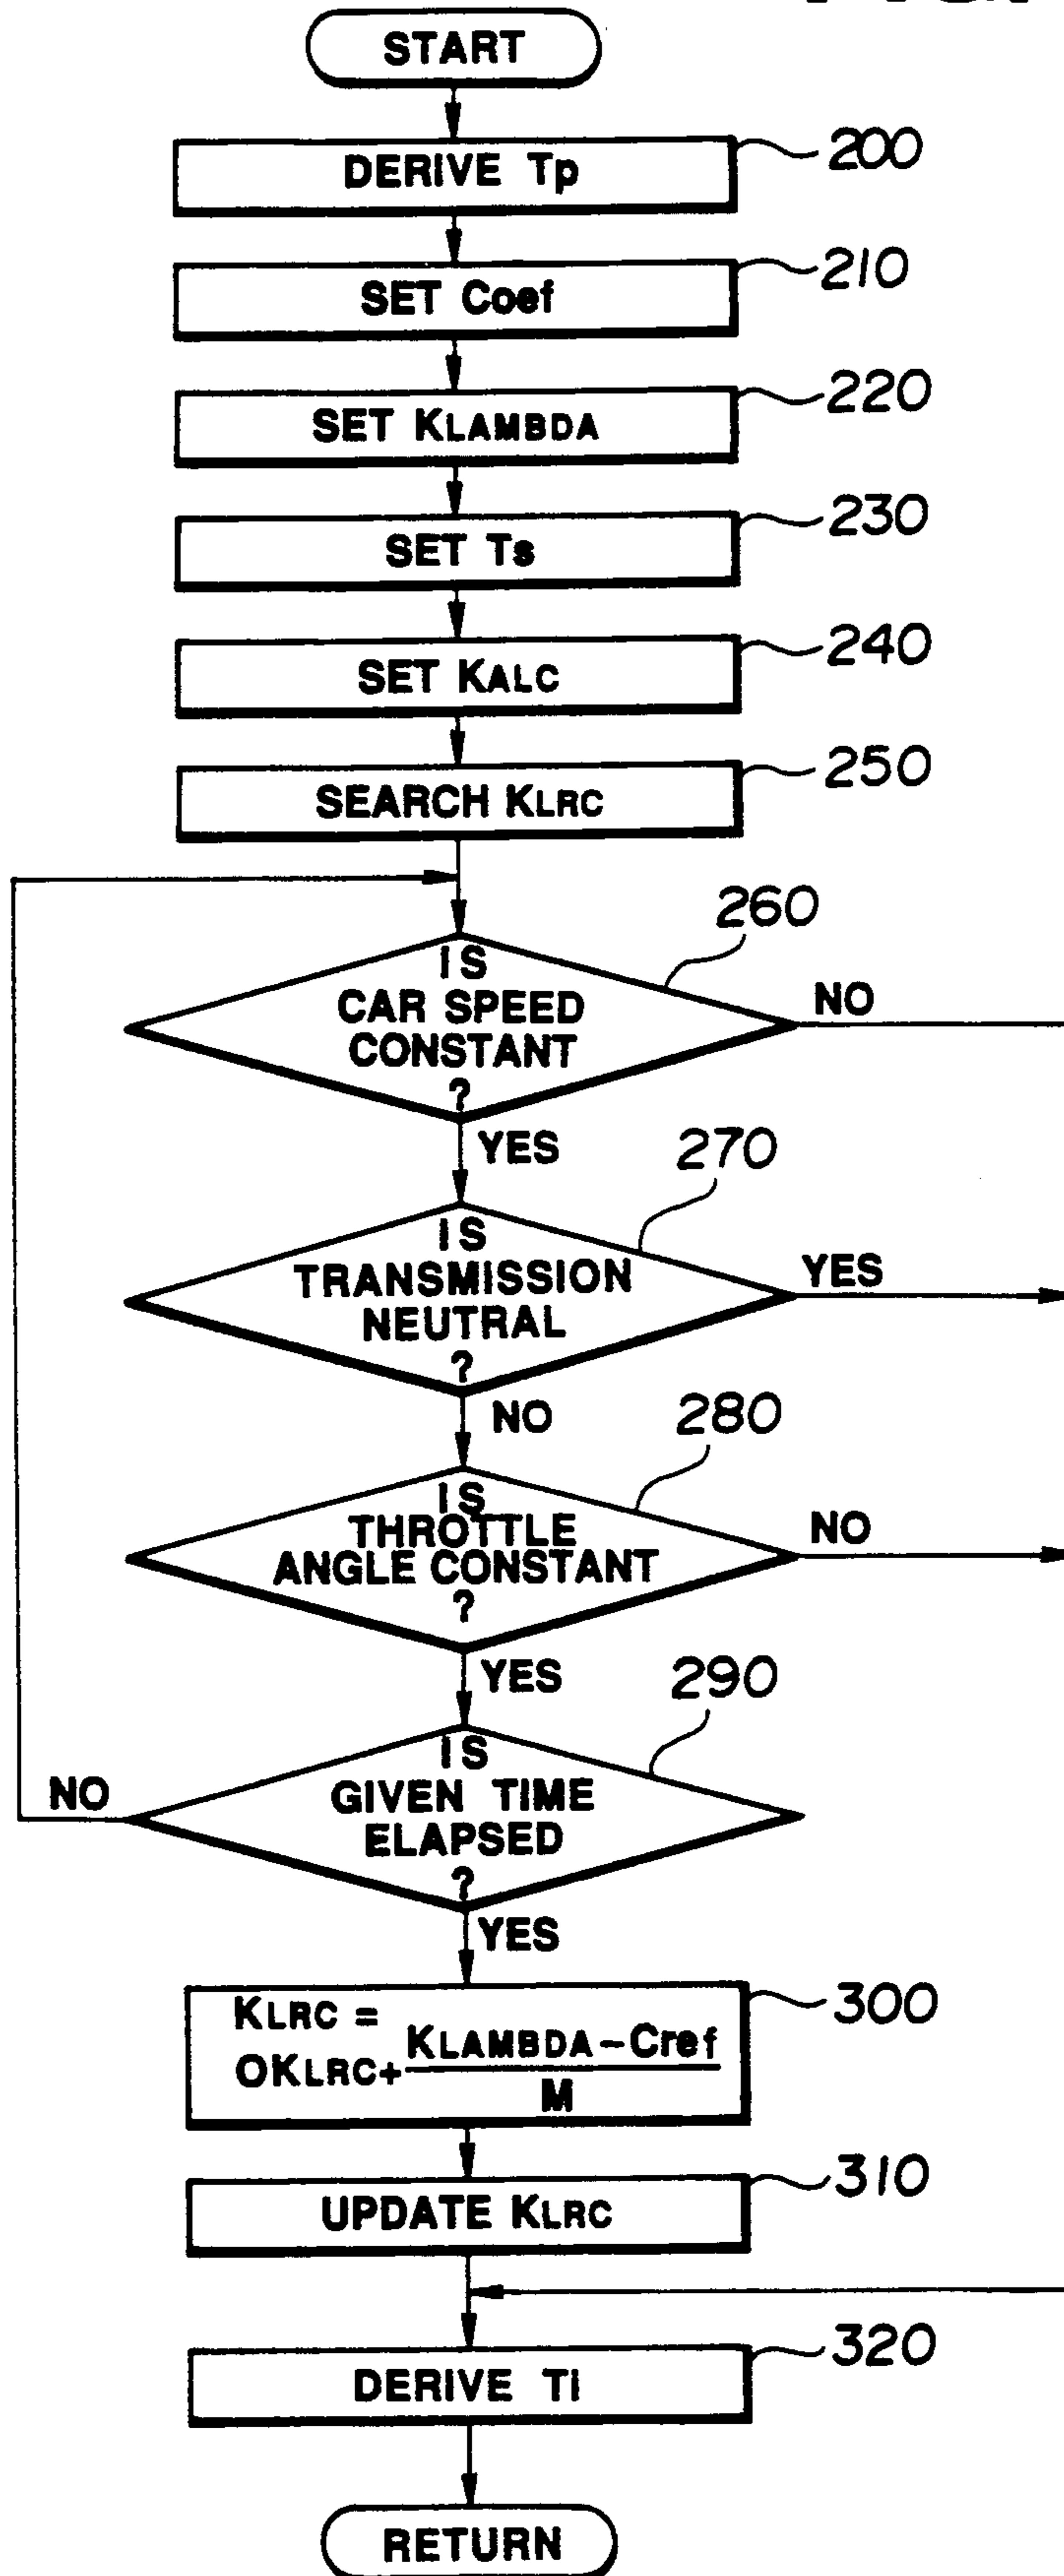 START
DERIVE Tp
200
SET Coef
210
SET KLAMBDA
220
SET Ts
230
SET KALC
240
SEARCH KLRC
250
260
IS
CAR SPEED
CONSTANT
?
NO
YES
270
IS
TRANSMISSION
NEUTRAL
?
YES
NO
280
IS
THROTTLE
ANGLE CONSTANT
?
NO
YES
290
IS
GIVEN TIME
ELAPSED
?
NO
YES
KLRC =
OKLRC+ KLAMBDA-Cref
M
300
UPDATE KLRC
310
DERIVE TI
320
RETURN